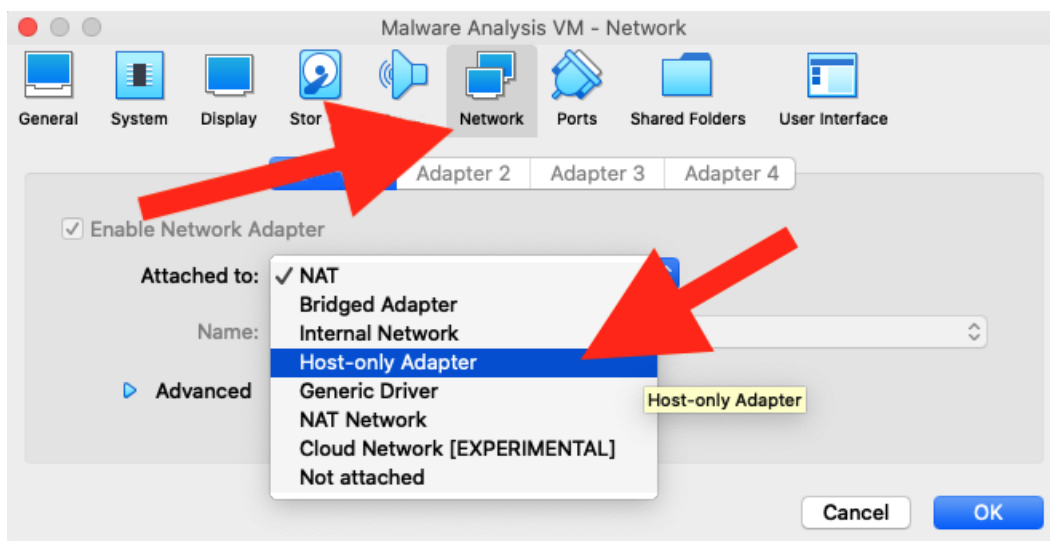 Malware Analysis VM - Network
General System Display Stor Network Ports Shared Folders User Interface
Adapter 2 Adapter 3 Adapter 4
Enable Network Adapter
Attached to: NAT
Bridged Adapter
Name: Internal Network
Host-only Adapter
Advanced Generic Driver
Host-only Adapter
NAT Network
Cloud Network [EXPERIMENTAL]
Not attached
Cancel OK